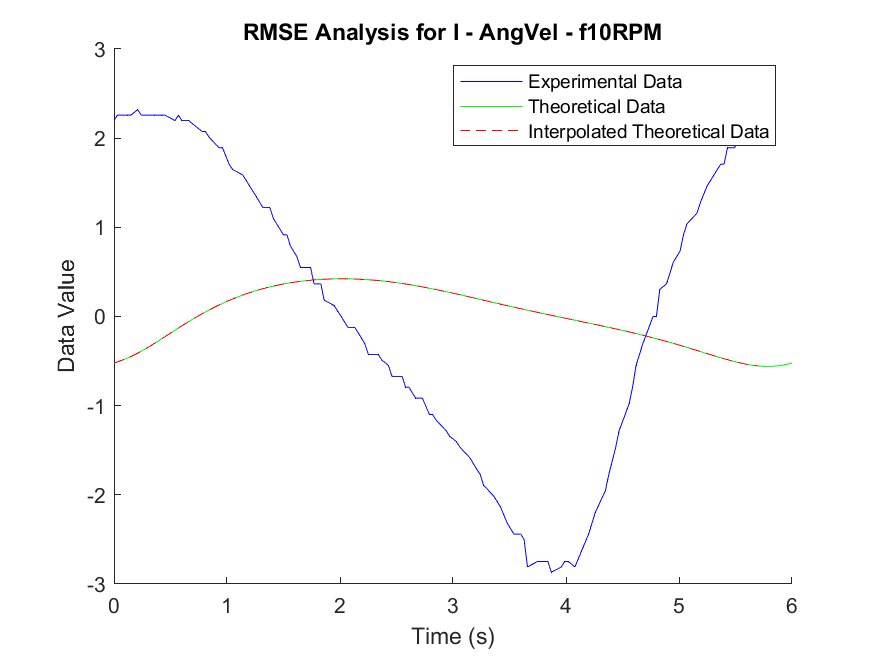 RMSE Analysis for I - AngVel - f10RPM
Experimental Data
Theoretical Data
Interpolated Theoretical Data
Data Value
3
2
1
0
-1
-2
-3
0 1 2 3 4 5 6
Time (s)